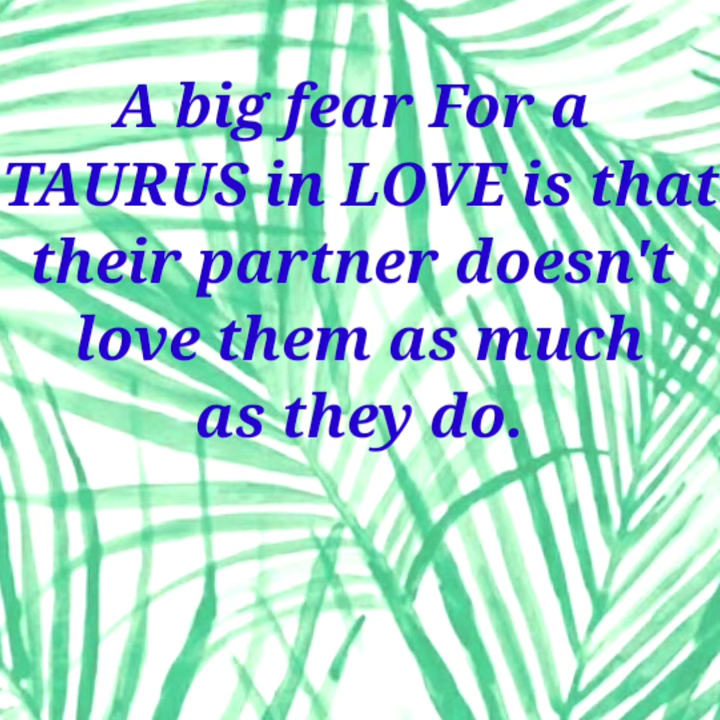 A big fear For a
TAURUS in LOVE is that
their partner doesn't
love them as much
as they do.